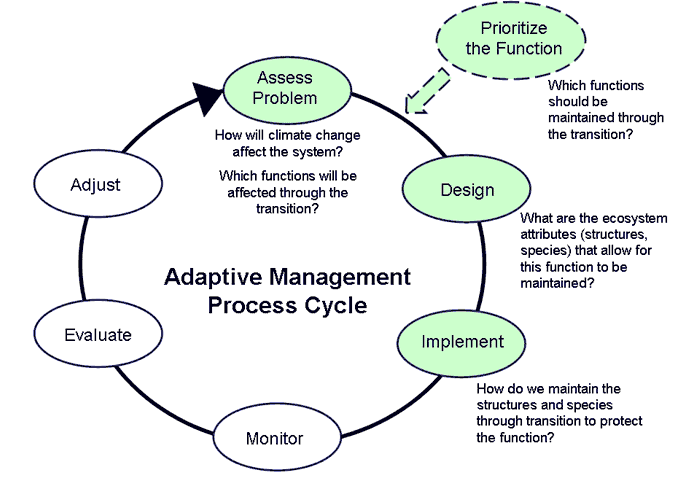 Prioritize
the Function
Which functions
should be
maintained through
the transition?
Assess
Problem
How will climate change
affect the system?
Which functions will be
affected through the
transition?
Design
What are the ecosystem
attributes (structures,
species) that allow for
this function to be
maintained?
Implement
How do we maintain the
structures and species
through transition to protect
the function?
Monitor
Evaluate
Adjust
Adaptive Management
Process Cycle